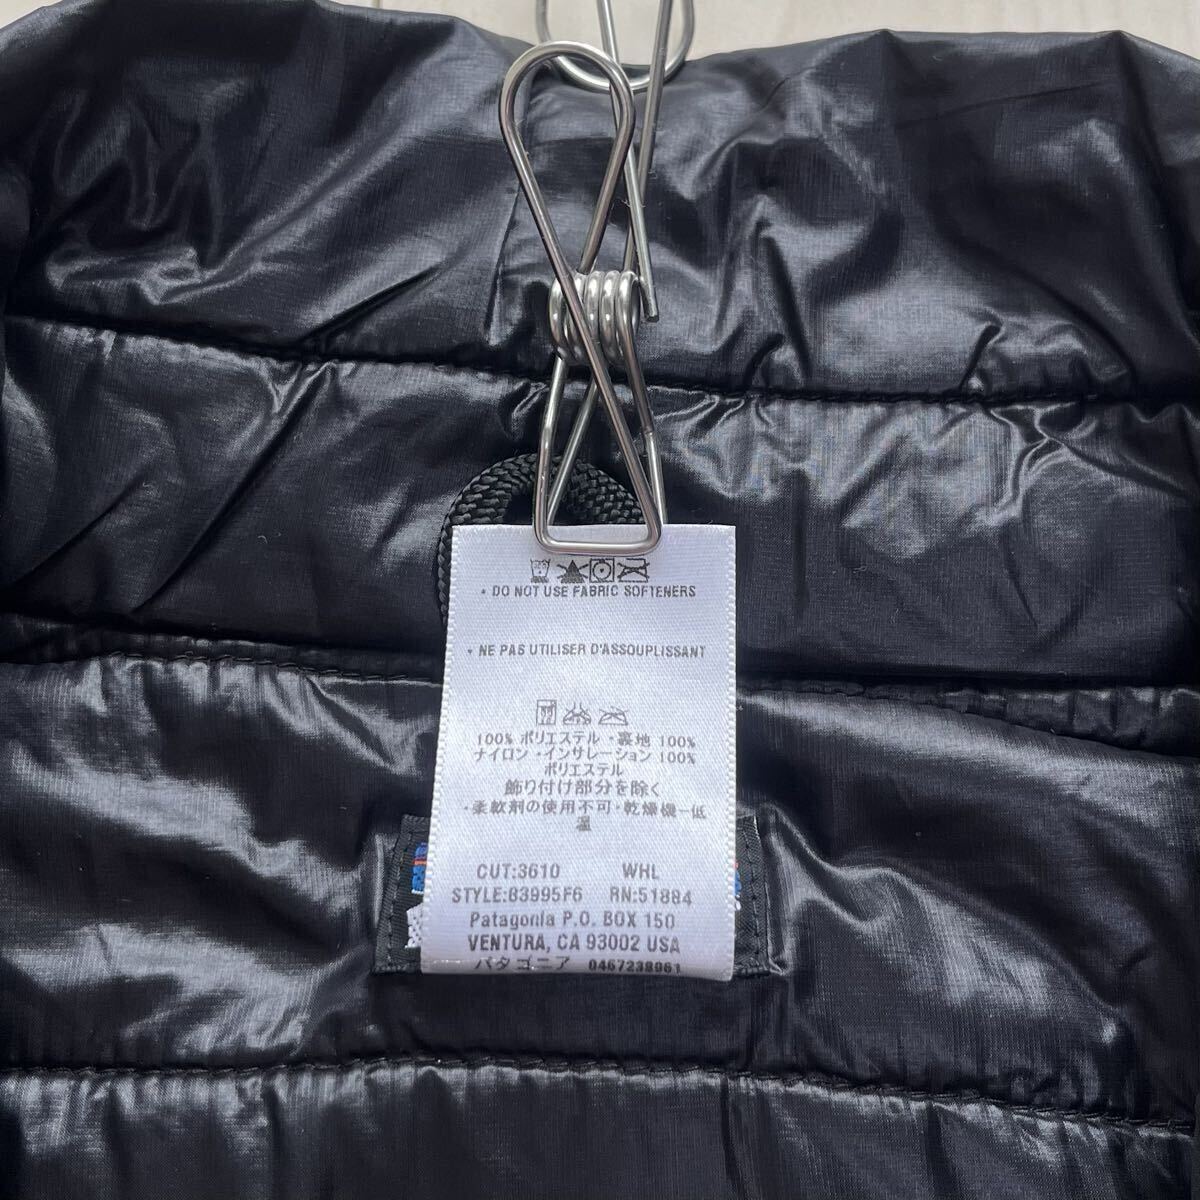 • DO NOT USE FABRIC SOFTENERS
• NE PAS UTILISER D'ASSOUPLISSANT
100% ポリエステル・裏地 100%
ナイロン・インサレーション 100%
ポリエステル
飾り付け部分を除く
・柔軟剤の使用不可・乾燥機ー低
温
CUT:3610 WHL
STYLE:83995F6 RN:51884
Patagonia P.O. BOX 150
VENTURA, CA 93002 USA
パタゴニア 0467238961